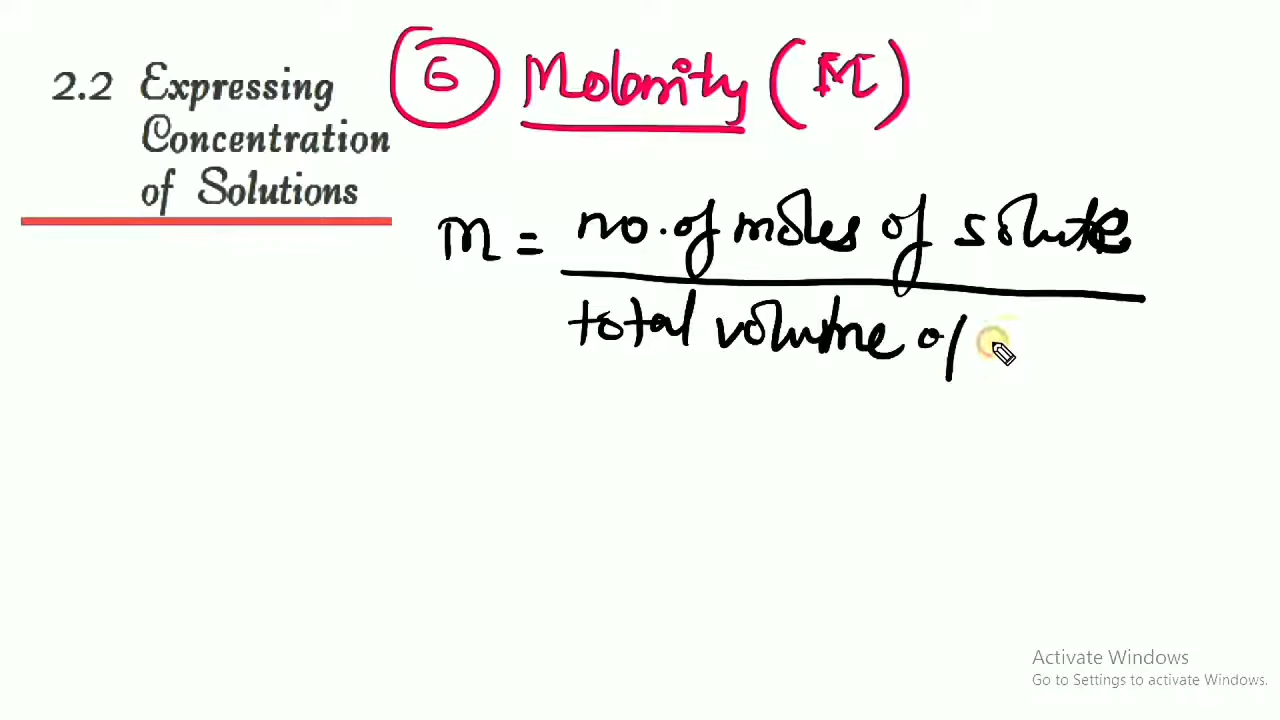 2.2 Expressing
Concentration
of Solutions
6 Molarity (M)
M = no. of moles of solute
total volume of
Activate Windows
Go to Settings to activate Windows.